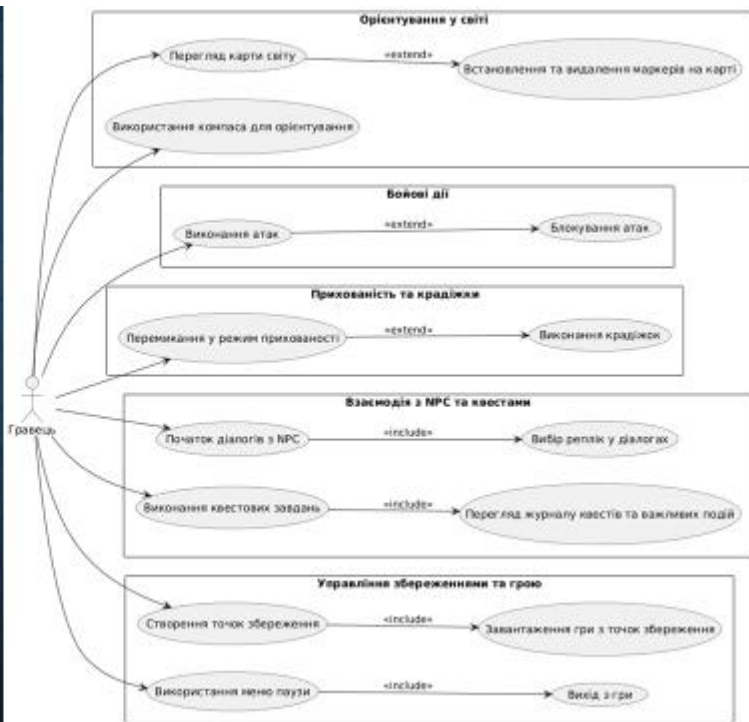 Орієнтування у світі
Перегляд карти світу
«extend»
Встановлення та видалення маркерів на карті
Використання компаса для орієнтування
Бойові дії
Виконання атак
«extend»
Блокування атак
Прихованість та крадіжки
Перемикання у режим прихованості
«extend»
Виконання крадіжок
Гравець
Взаємодія з NPC та квестами
Початок діалогів з NPC
«include»
Вибір реплік у діалогах
Виконання квестових завдань
«include»
Перегляд журналу квестів та важливих подій
Управління збереженнями та грою
Створення точок збереження
«include»
Завантаження гри з точок збереження
Використання меню паузи
«include»
Вихід з гри